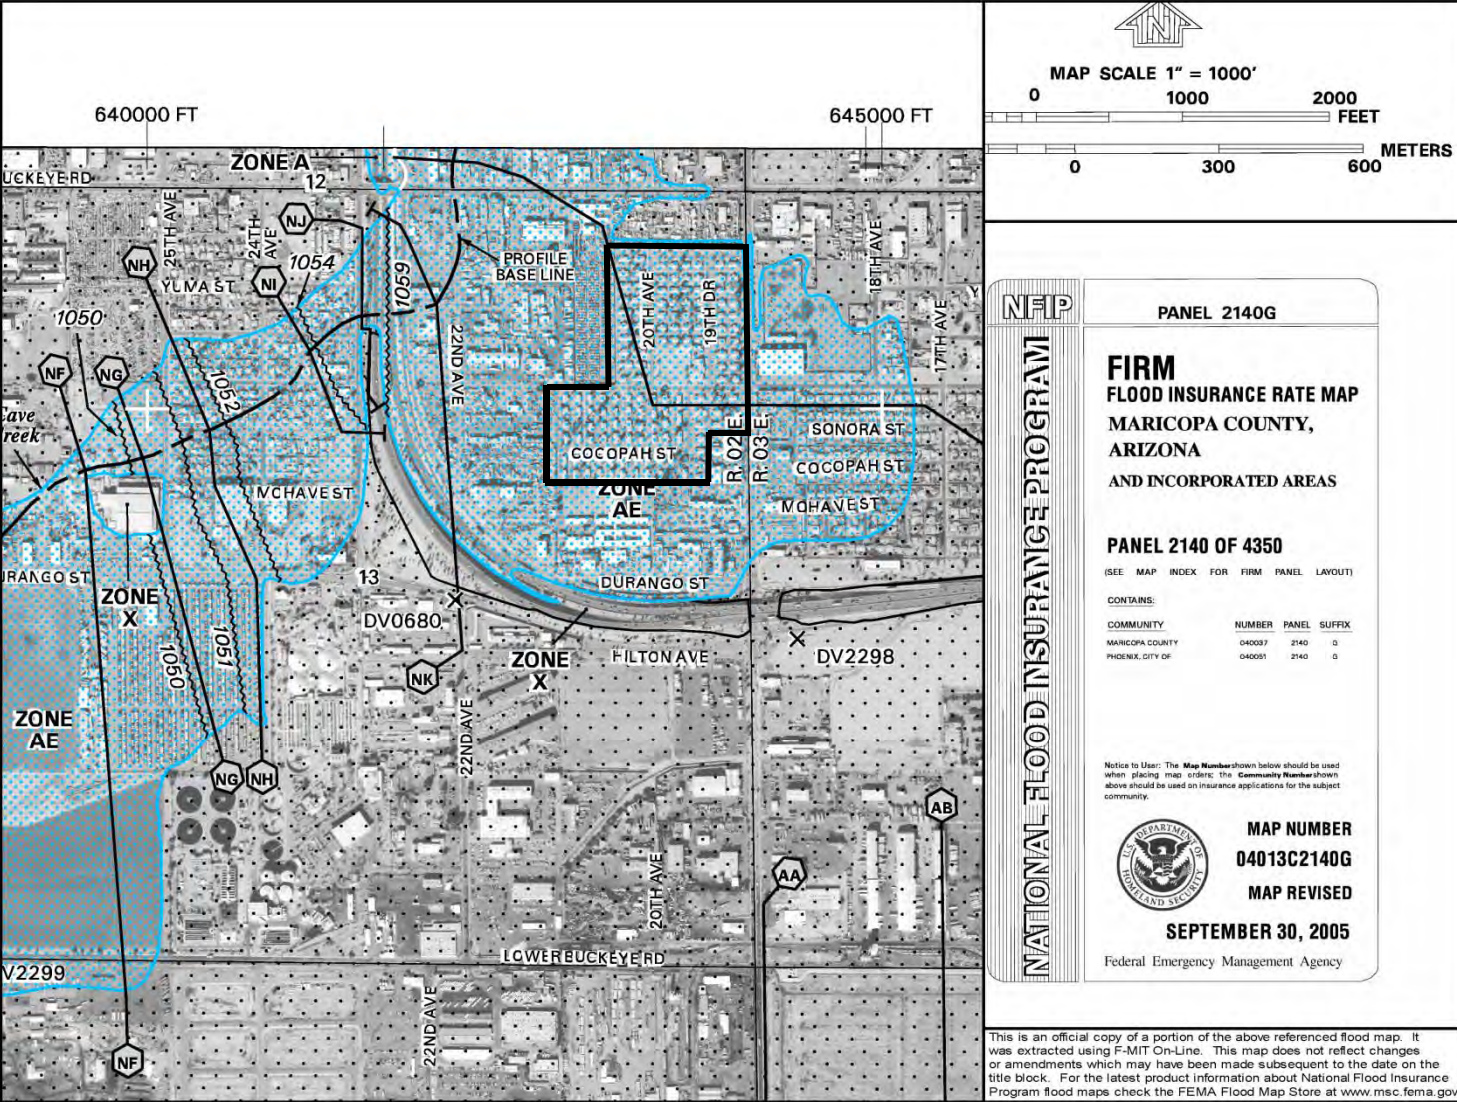 640000 FT
645000 FT
ZONE A
12
UCKEYE RD
25TH AVE
24TH AVE
NJ
NH
NI
1054
YUMA ST
1059
PROFILE
BASE LINE
20TH AVE
19TH DR
18TH AVE
17TH AVE
Y
1050
NF
NG
1052
22ND AVE
Cave
reek
SONORA ST
COCOPAH ST
COCOPAH ST
R. 02 E.
R. 03 E.
MOHAVE ST
MOHAVE ST
ZONE
AE
URANGO ST
13
DURANGO ST
ZONE
X
DV0680
1050
1051
ZONE
X
HILTON AVE
DV2298
NK
ZONE
AE
22ND AVE
NG
NH
AB
AA
20TH AVE
LOWER BUCKEYE RD
V2299
22ND AVE
NF
N
MAP SCALE 1" = 1000'
0 1000 2000
FEET
METERS
0 300 600
NFIP
PANEL 2140G
NATIONAL FLOOD INSURANCE PROGRAM
FIRM
FLOOD INSURANCE RATE MAP
MARICOPA COUNTY,
ARIZONA
AND INCORPORATED AREAS
PANEL 2140 OF 4350
(SEE MAP INDEX FOR FIRM PANEL LAYOUT)
CONTAINS:
COMMUNITY NUMBER PANEL SUFFIX
MARICOPA COUNTY 040037 2140 G
PHOENIX, CITY OF 040051 2140 G
Notice to User: The Map Number shown below should be used
when placing map orders; the Community Number shown
above should be used on insurance applications for the subject
community.
U.S. DEPARTMENT OF HOMELAND SECURITY
MAP NUMBER
04013C2140G
MAP REVISED
SEPTEMBER 30, 2005
Federal Emergency Management Agency
This is an official copy of a portion of the above referenced flood map. It
was extracted using F-MIT On-Line. This map does not reflect changes
or amendments which may have been made subsequent to the date on the
title block. For the latest product information about National Flood Insurance
Program flood maps check the FEMA Flood Map Store at www.msc.fema.gov